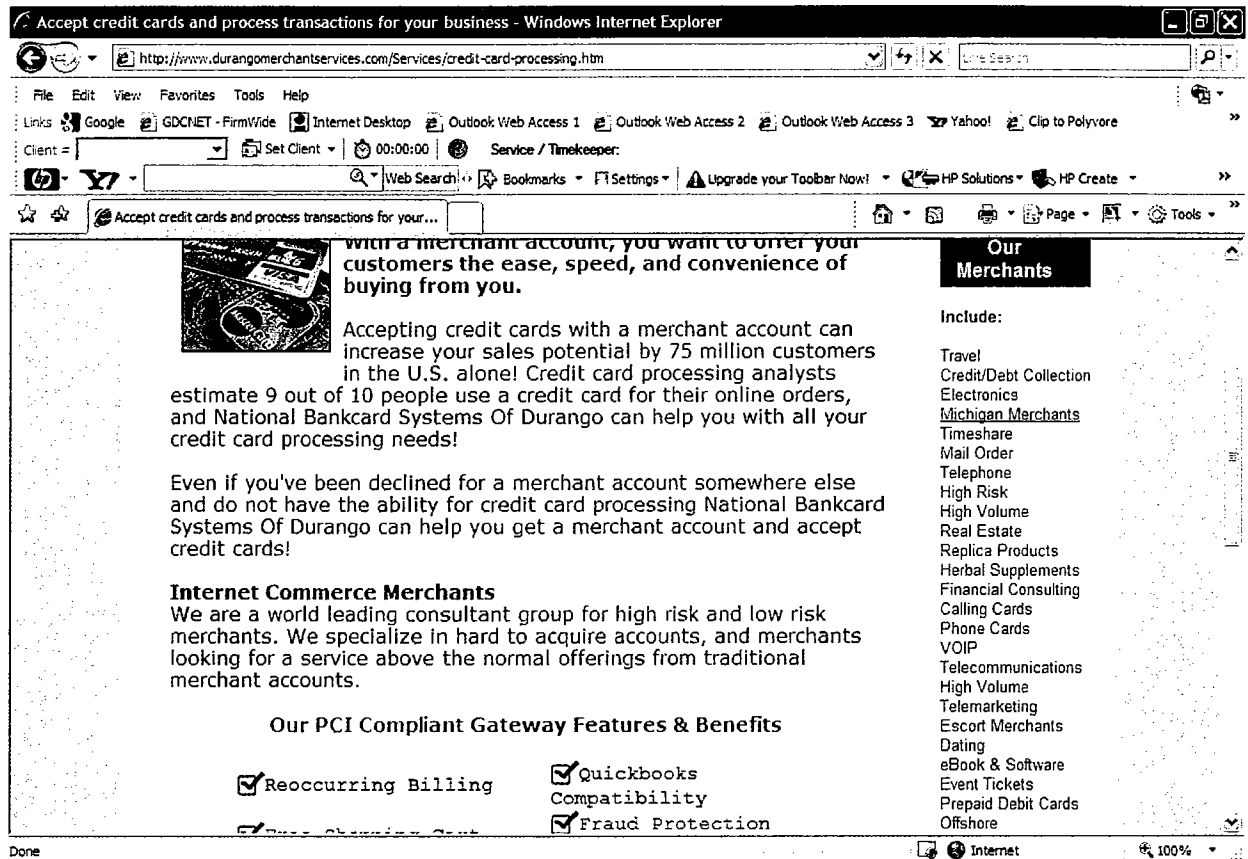 Accept credit cards and process transactions for your business - Windows Internet Explorer
http://www.durangomerchantservices.com/Services/credit-card-processing.htm
Live Search
File Edit View Favorites Tools Help
Links Google GDCNET - FirmWide Internet Desktop Outlook Web Access 1 Outlook Web Access 2 Outlook Web Access 3 Yahoo! Clip to Polyvore
Client = Set Client 00:00:00 Service / Timekeeper:
Web Search Bookmarks Settings Upgrade your Toolbar Now! HP Solutions HP Create
Accept credit cards and process transactions for your... Page Tools
With a merchant account, you want to offer your
customers the ease, speed, and convenience of
buying from you.
VISA
Accepting credit cards with a merchant account can
increase your sales potential by 75 million customers
in the U.S. alone! Credit card processing analysts
estimate 9 out of 10 people use a credit card for their online orders,
and National Bankcard Systems Of Durango can help you with all your
credit card processing needs!
Even if you've been declined for a merchant account somewhere else
and do not have the ability for credit card processing National Bankcard
Systems Of Durango can help you get a merchant account and accept
credit cards!
Internet Commerce Merchants
We are a world leading consultant group for high risk and low risk
merchants. We specialize in hard to acquire accounts, and merchants
looking for a service above the normal offerings from traditional
merchant accounts.
Our PCI Compliant Gateway Features & Benefits
Reoccurring Billing
Quickbooks
Compatibility
Fraud Protection
Our
Merchants
Include:
Travel
Credit/Debt Collection
Electronics
Michigan Merchants
Timeshare
Mail Order
Telephone
High Risk
High Volume
Real Estate
Replica Products
Herbal Supplements
Financial Consulting
Calling Cards
Phone Cards
VOIP
Telecommunications
High Volume
Telemarketing
Escort Merchants
Dating
eBook & Software
Event Tickets
Prepaid Debit Cards
Offshore
Done Internet 100%